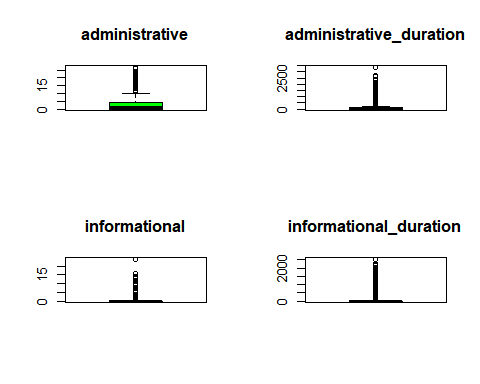 administrative
15
0
administrative_duration
2500
0
informational
15
0
informational_duration
2000
0